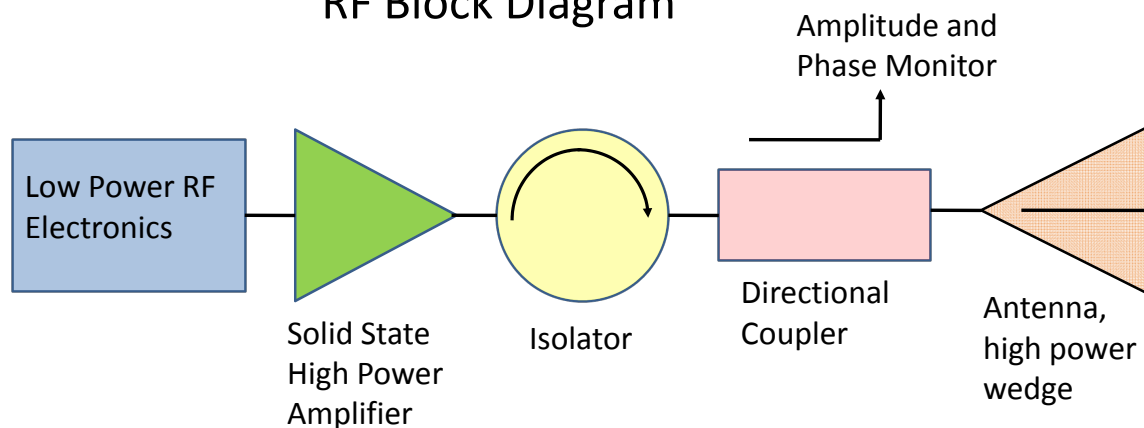 RF Block Diagram
Amplitude and
Phase Monitor
Low Power RF
Electronics
Solid State
High Power
Amplifier
Isolator
Directional
Coupler
Antenna,
high power
wedge